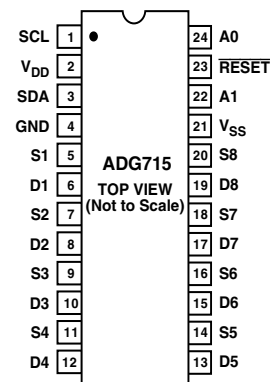 SCL 1 24 A0
VDD 2 23 RESET
SDA 3 22 A1
GND 4 21 VSS
S1 5 20 S8
D1 6 ADG715 19 D8
S2 7 TOP VIEW 18 S7
D2 8 (Not to Scale) 17 D7
S3 9 16 S6
D3 10 15 D6
S4 11 14 S5
D4 12 13 D5